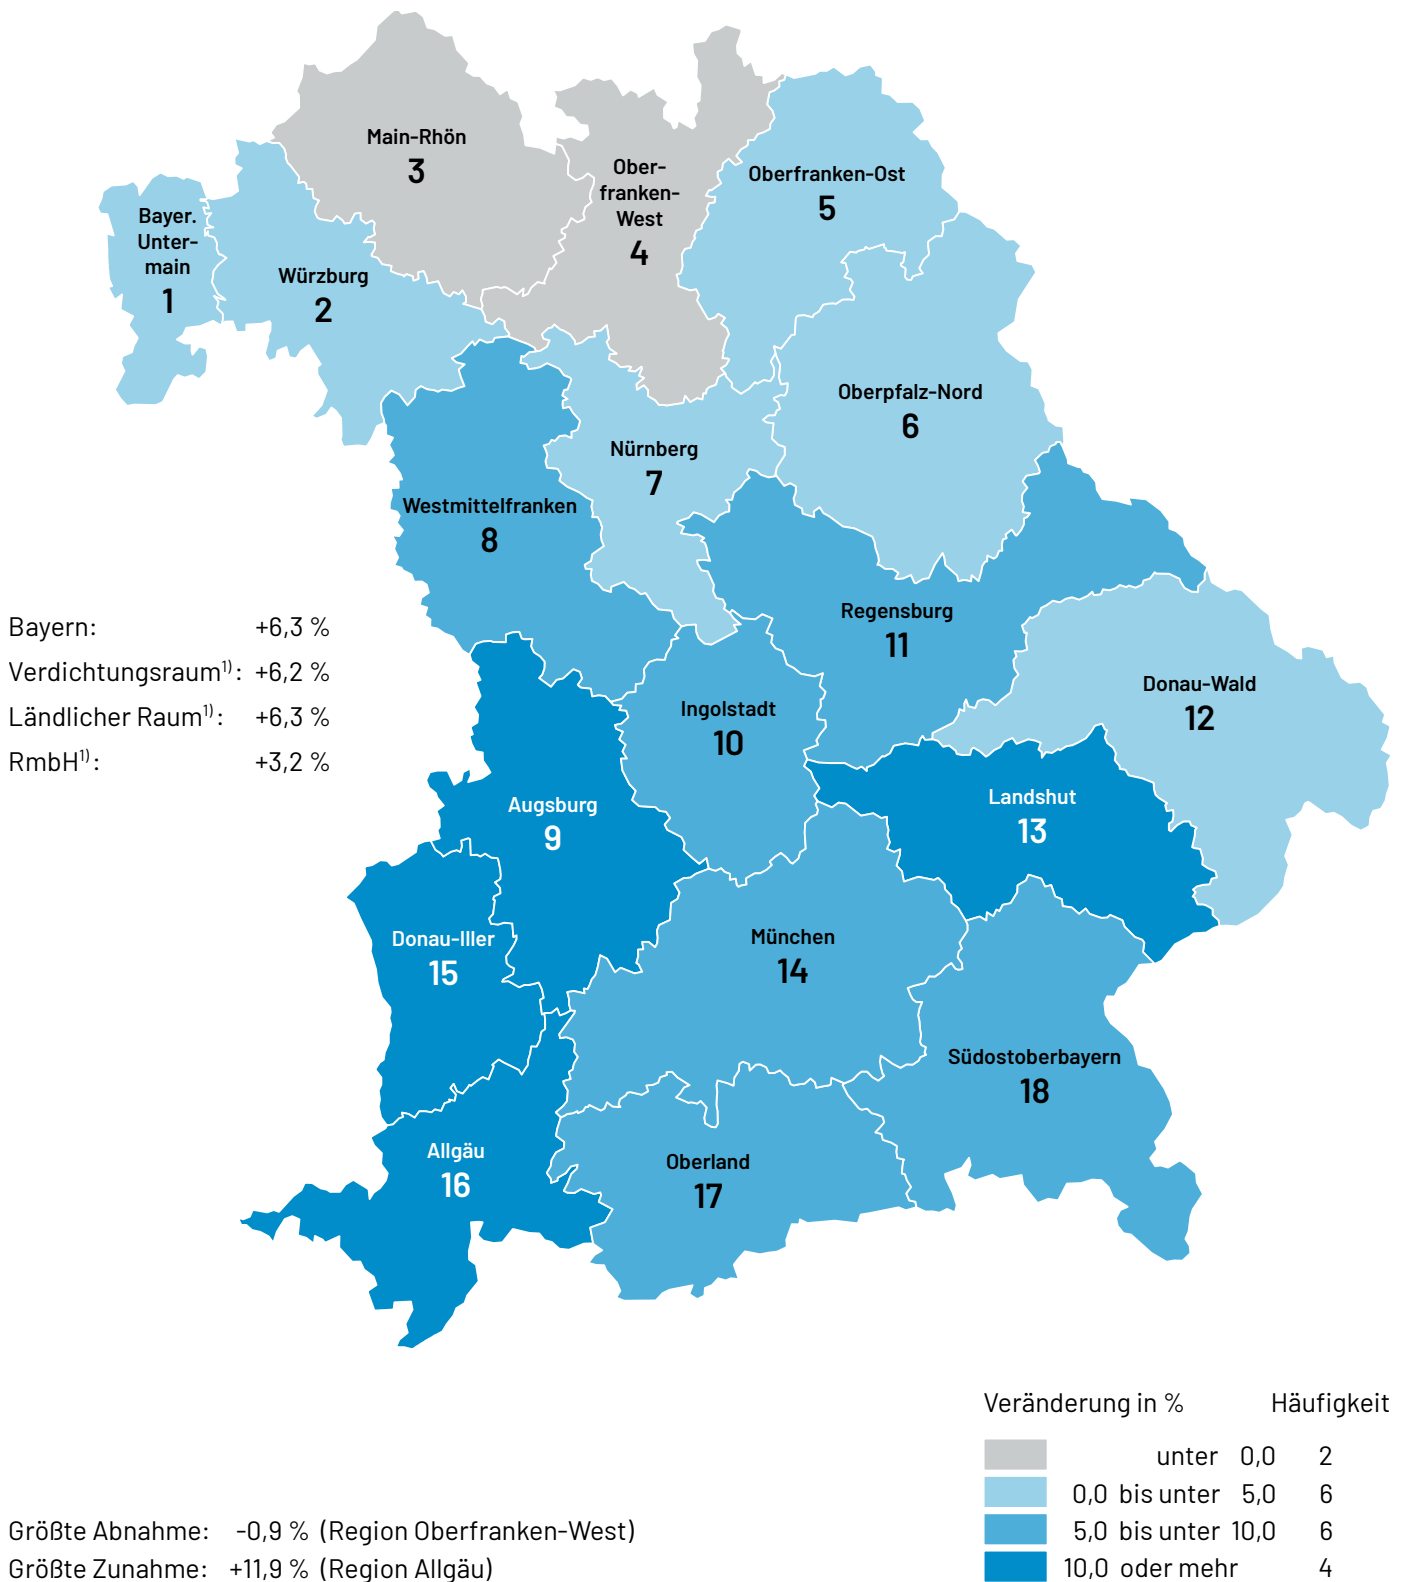 Main-Rhön
3
Ober-
franken-
West
4
Oberfranken-Ost
5
Bayer.
Unter-
main
1
Würzburg
2
Oberpfalz-Nord
6
Nürnberg
7
Westmittelfranken
8
Regensburg
11
Bayern: +6,3 %
Verdichtungsraum¹⁾: +6,2 %
Ländlicher Raum¹⁾: +6,3 %
RmbH¹⁾: +3,2 %
Donau-Wald
12
Ingolstadt
10
Augsburg
9
Landshut
13
Donau-Iller
15
München
14
Südostoberbayern
18
Allgäu
16
Oberland
17
Veränderung in % Häufigkeit
unter 0,0 2
0,0 bis unter 5,0 6
5,0 bis unter 10,0 6
10,0 oder mehr 4
Größte Abnahme: -0,9 % (Region Oberfranken-West)
Größte Zunahme: +11,9 % (Region Allgäu)